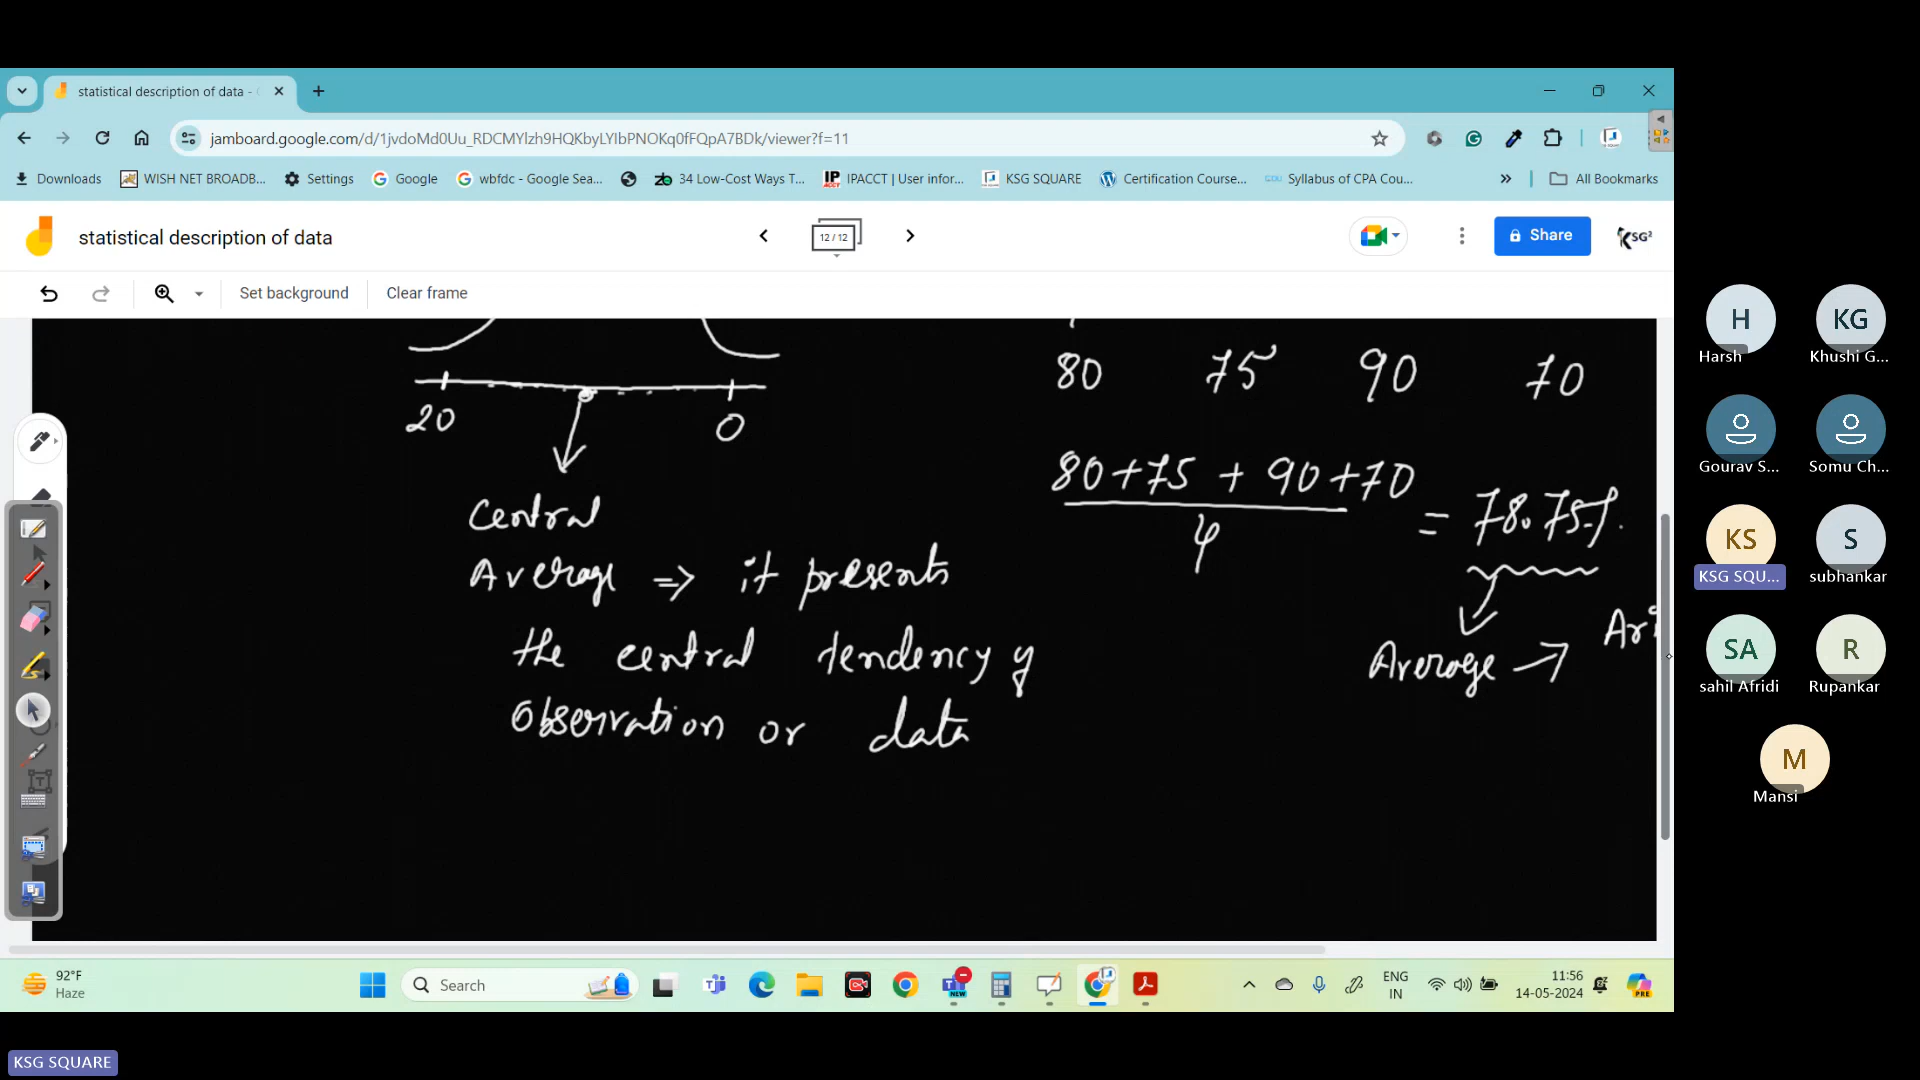 statistical description of data - G
jamboard.google.com/d/1jvdoMd0Uu_RDCMYlzh9HQKbyLYIbPNOKq0fFQpA7BDk/viewer?f=11
Downloads WISH NET BROADB... Settings Google wbfdc - Google Sea... 34 Low-Cost Ways T... IPACCT | User infor... KSG SQUARE Certification Course... Syllabus of CPA Cou... » All Bookmarks
statistical description of data
12 / 12
Share
KSG²
Set background Clear frame
20 0
Central
Average => it presents
the central tendency of
Observation or data
80 75 90 70
80+75 + 90+70
4
= 78.75%
Average → Ari
H
Harsh
KG
Khushi G...
Gourav S...
Somu Ch...
KS
KSG SQU...
S
subhankar
SA
sahil Afridi
R
Rupankar
M
Mansi
92°F
Haze
Search
NEW
ENG
IN
11:56
14-05-2024
PRE
KSG SQUARE